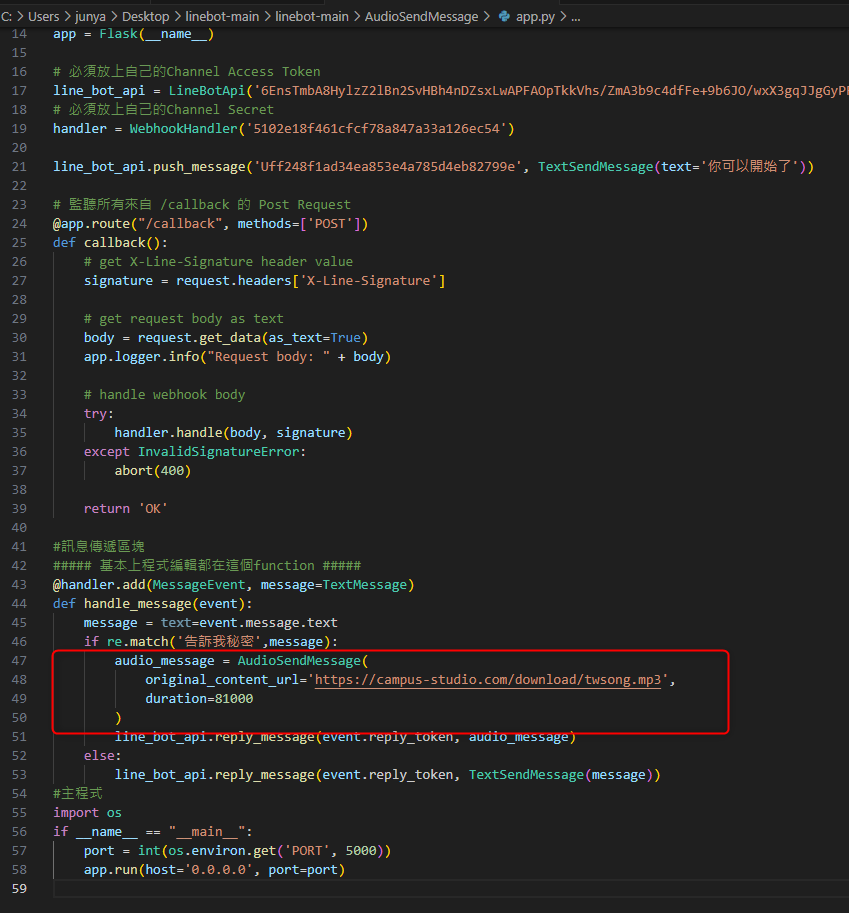 C: > Users > junya > Desktop > linebot-main > linebot-main > AudioSendMessage > app.py > ...
14 app = Flask(__name__)
15
16 # 必須放上自己的Channel Access Token
17 line_bot_api = LineBotApi('6EnsTmbA8HylzZ2lBn2SvHBh4nDZsxLwAPFAOpTkkVhs/ZmA3b9c4dfFe+9b6JO/wxX3gqJJgGyP
18 # 必須放上自己的Channel Secret
19 handler = WebhookHandler('5102e18f461cfcf78a847a33a126ec54')
20
21 line_bot_api.push_message('Uff248f1ad34ea853e4a785d4eb82799e', TextSendMessage(text='你可以開始了'))
22
23 # 監聽所有來自 /callback 的 Post Request
24 @app.route("/callback", methods=['POST'])
25 def callback():
26     # get X-Line-Signature header value
27     signature = request.headers['X-Line-Signature']
28
29     # get request body as text
30     body = request.get_data(as_text=True)
31     app.logger.info("Request body: " + body)
32
33     # handle webhook body
34     try:
35         handler.handle(body, signature)
36     except InvalidSignatureError:
37         abort(400)
38
39     return 'OK'
40
41 #訊息傳遞區塊
42 ##### 基本上程式編輯都在這個function #####
43 @handler.add(MessageEvent, message=TextMessage)
44 def handle_message(event):
45     message = text=event.message.text
46     if re.match('告訴我秘密',message):
47         audio_message = AudioSendMessage(
48             original_content_url='https://campus-studio.com/download/twsong.mp3',
49             duration=81000
50         )
51         line_bot_api.reply_message(event.reply_token, audio_message)
52     else:
53         line_bot_api.reply_message(event.reply_token, TextSendMessage(message))
54 #主程式
55 import os
56 if __name__ == "__main__":
57     port = int(os.environ.get('PORT', 5000))
58     app.run(host='0.0.0.0', port=port)
59